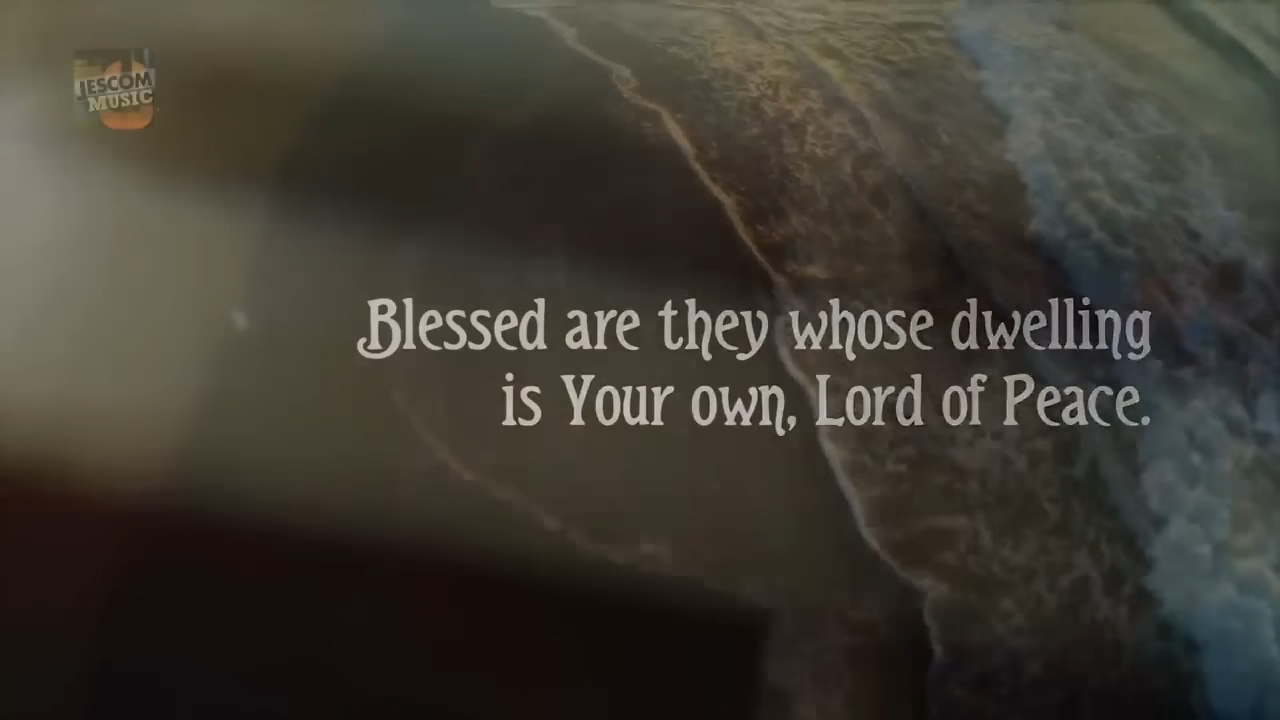 JESCOM
MUSIC
Blessed are they whose dwelling
is Your own, Lord of Peace.